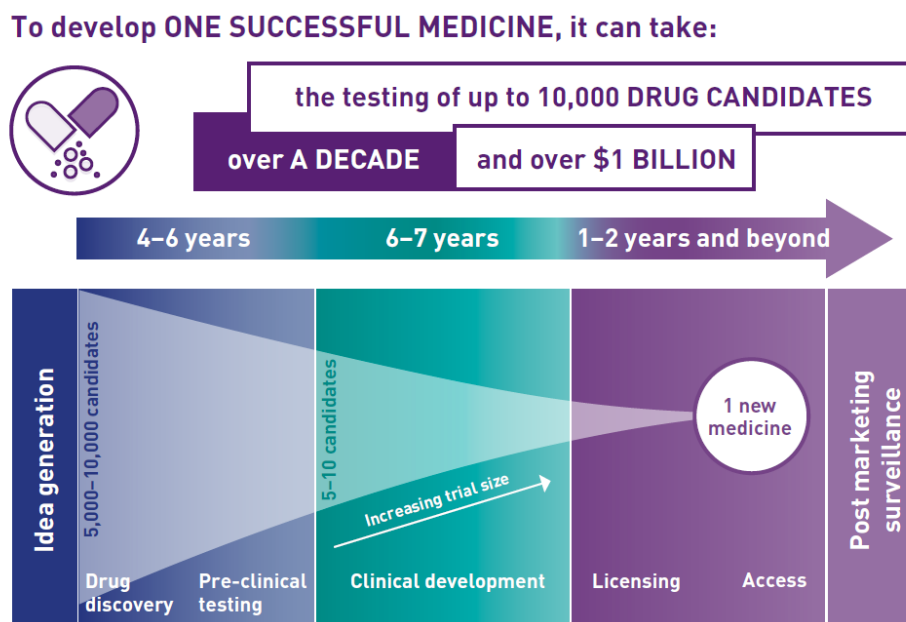 To develop ONE SUCCESSFUL MEDICINE, it can take:
the testing of up to 10,000 DRUG CANDIDATES
over A DECADE
and over $1 BILLION
4–6 years
6–7 years
1–2 years and beyond
Idea generation
5,000–10,000 candidates
5–10 candidates
Increasing trial size
1 new
medicine
Post marketing
surveillance
Drug
discovery
Pre-clinical
testing
Clinical development
Licensing
Access